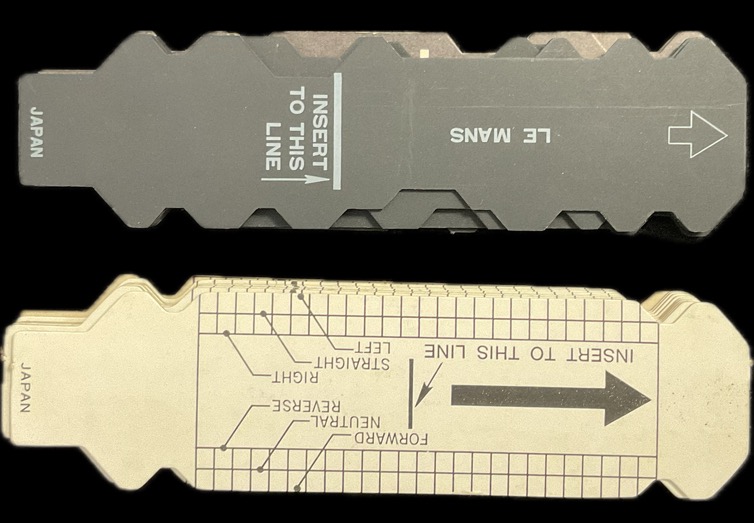 JAPAN
INSERT
TO THIS
LINE
LE MANS
JAPAN
INSERT TO THIS LINE
LEFT
STRAIGHT
RIGHT
REVERSE
NEUTRAL
FORWARD